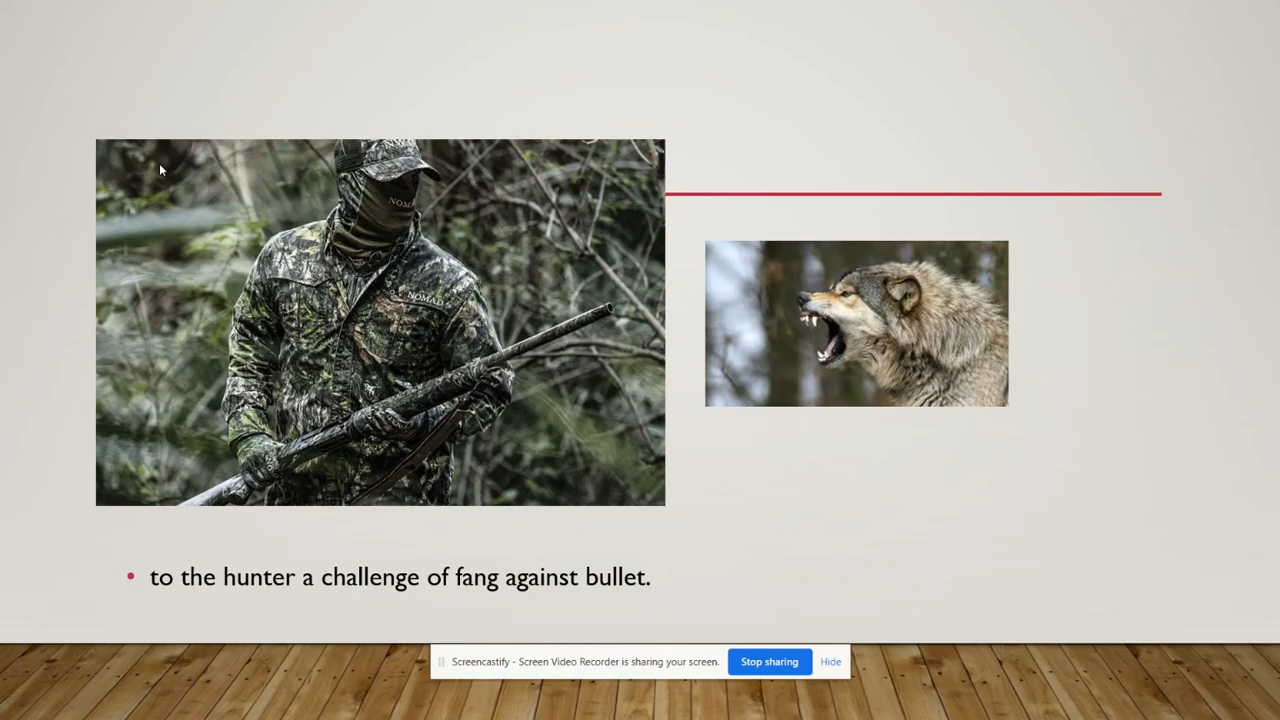 NOMAD
to the hunter a challenge of fang against bullet.
Screencastify - Screen Video Recorder is sharing your screen.
Stop sharing
Hide